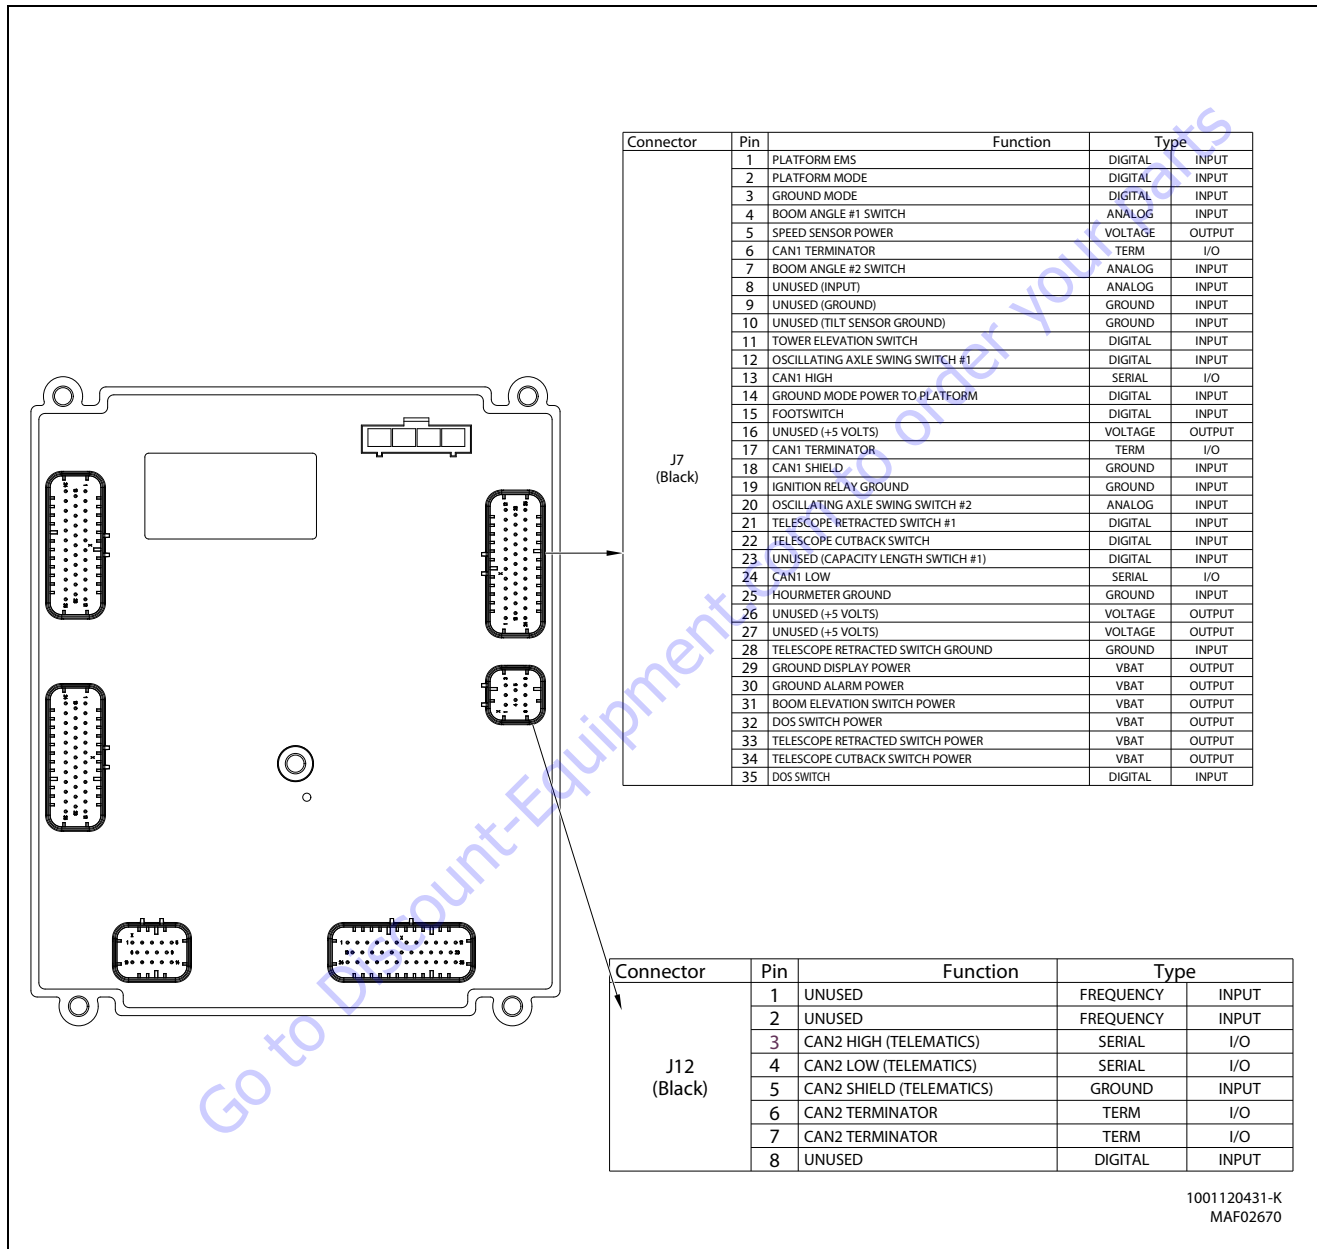 Connector Pin Function Type
J7
(Black)
1 PLATFORM EMS DIGITAL INPUT
2 PLATFORM MODE DIGITAL INPUT
3 GROUND MODE DIGITAL INPUT
4 BOOM ANGLE #1 SWITCH ANALOG INPUT
5 SPEED SENSOR POWER VOLTAGE OUTPUT
6 CAN1 TERMINATOR TERM I/O
7 BOOM ANGLE #2 SWITCH ANALOG INPUT
8 UNUSED (INPUT) ANALOG INPUT
9 UNUSED (GROUND) GROUND INPUT
10 UNUSED (TILT SENSOR GROUND) GROUND INPUT
11 TOWER ELEVATION SWITCH DIGITAL INPUT
12 OSCILLATING AXLE SWING SWITCH #1 DIGITAL INPUT
13 CAN1 HIGH SERIAL I/O
14 GROUND MODE POWER TO PLATFORM DIGITAL INPUT
15 FOOTSWITCH DIGITAL INPUT
16 UNUSED (+5 VOLTS) VOLTAGE OUTPUT
17 CAN1 TERMINATOR TERM I/O
18 CAN1 SHIELD GROUND INPUT
19 IGNITION RELAY GROUND GROUND INPUT
20 OSCILLATING AXLE SWING SWITCH #2 ANALOG INPUT
21 TELESCOPE RETRACTED SWITCH #1 DIGITAL INPUT
22 TELESCOPE CUTBACK SWITCH DIGITAL INPUT
23 UNUSED (CAPACITY LENGTH SWTICH #1) DIGITAL INPUT
24 CAN1 LOW SERIAL I/O
25 HOURMETER GROUND GROUND INPUT
26 UNUSED (+5 VOLTS) VOLTAGE OUTPUT
27 UNUSED (+5 VOLTS) VOLTAGE OUTPUT
28 TELESCOPE RETRACTED SWITCH GROUND GROUND INPUT
29 GROUND DISPLAY POWER VBAT OUTPUT
30 GROUND ALARM POWER VBAT OUTPUT
31 BOOM ELEVATION SWITCH POWER VBAT OUTPUT
32 DOS SWITCH POWER VBAT OUTPUT
33 TELESCOPE RETRACTED SWITCH POWER VBAT OUTPUT
34 TELESCOPE CUTBACK SWITCH POWER VBAT OUTPUT
35 DOS SWITCH DIGITAL INPUT
Connector Pin Function Type
J12
(Black)
1 UNUSED FREQUENCY INPUT
2 UNUSED FREQUENCY INPUT
3 CAN2 HIGH (TELEMATICS) SERIAL I/O
4 CAN2 LOW (TELEMATICS) SERIAL I/O
5 CAN2 SHIELD (TELEMATICS) GROUND INPUT
6 CAN2 TERMINATOR TERM I/O
7 CAN2 TERMINATOR TERM I/O
8 UNUSED DIGITAL INPUT
1001120431-K
MAF02670
Go to Discount-Equipment.com to order your parts